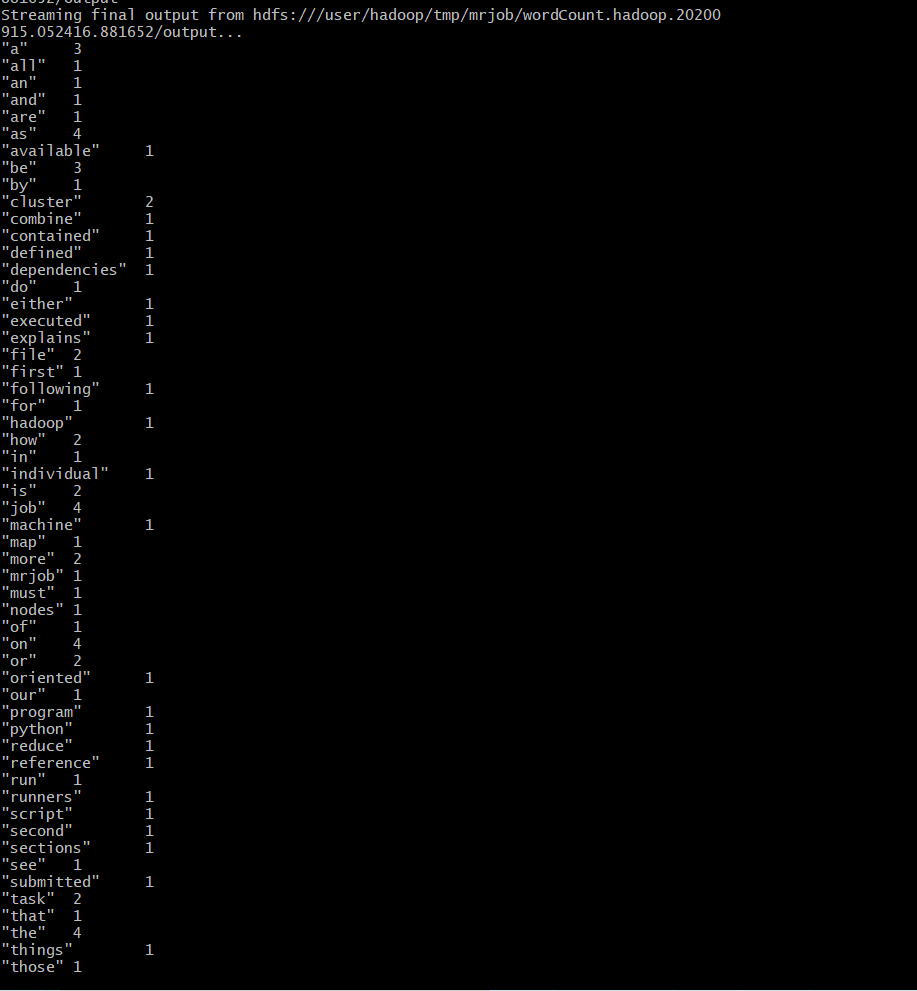 881652/output
Streaming final output from hdfs:///user/hadoop/tmp/mrjob/wordCount.hadoop.20200
915.052416.881652/output...
"a"	3
"all"	1
"an"	1
"and"	1
"are"	1
"as"	4
"available"	1
"be"	3
"by"	1
"cluster"	2
"combine"	1
"contained"	1
"defined"	1
"dependencies"	1
"do"	1
"either"	1
"executed"	1
"explains"	1
"file"	2
"first"	1
"following"	1
"for"	1
"hadoop"	1
"how"	2
"in"	1
"individual"	1
"is"	2
"job"	4
"machine"	1
"map"	1
"more"	2
"mrjob"	1
"must"	1
"nodes"	1
"of"	1
"on"	4
"or"	2
"oriented"	1
"our"	1
"program"	1
"python"	1
"reduce"	1
"reference"	1
"run"	1
"runners"	1
"script"	1
"second"	1
"sections"	1
"see"	1
"submitted"	1
"task"	2
"that"	1
"the"	4
"things"	1
"those"	1